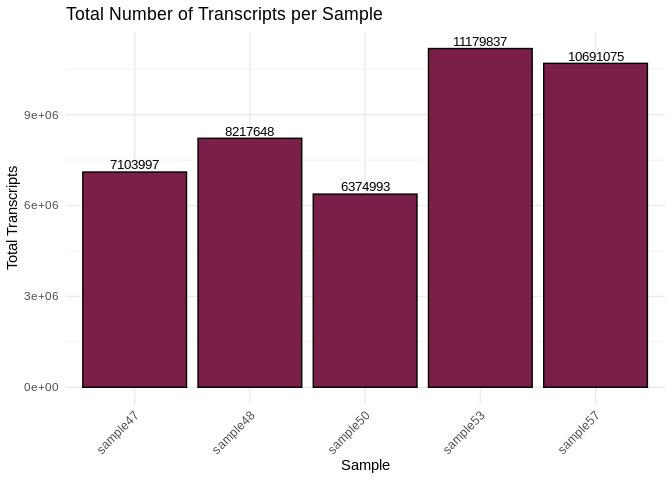 Total Number of Transcripts per Sample
11179837
10691075
8217648
7103997
6374993
9e+06
6e+06
3e+06
0e+00
Total Transcripts
sample47
sample48
sample50
sample53
sample57
Sample